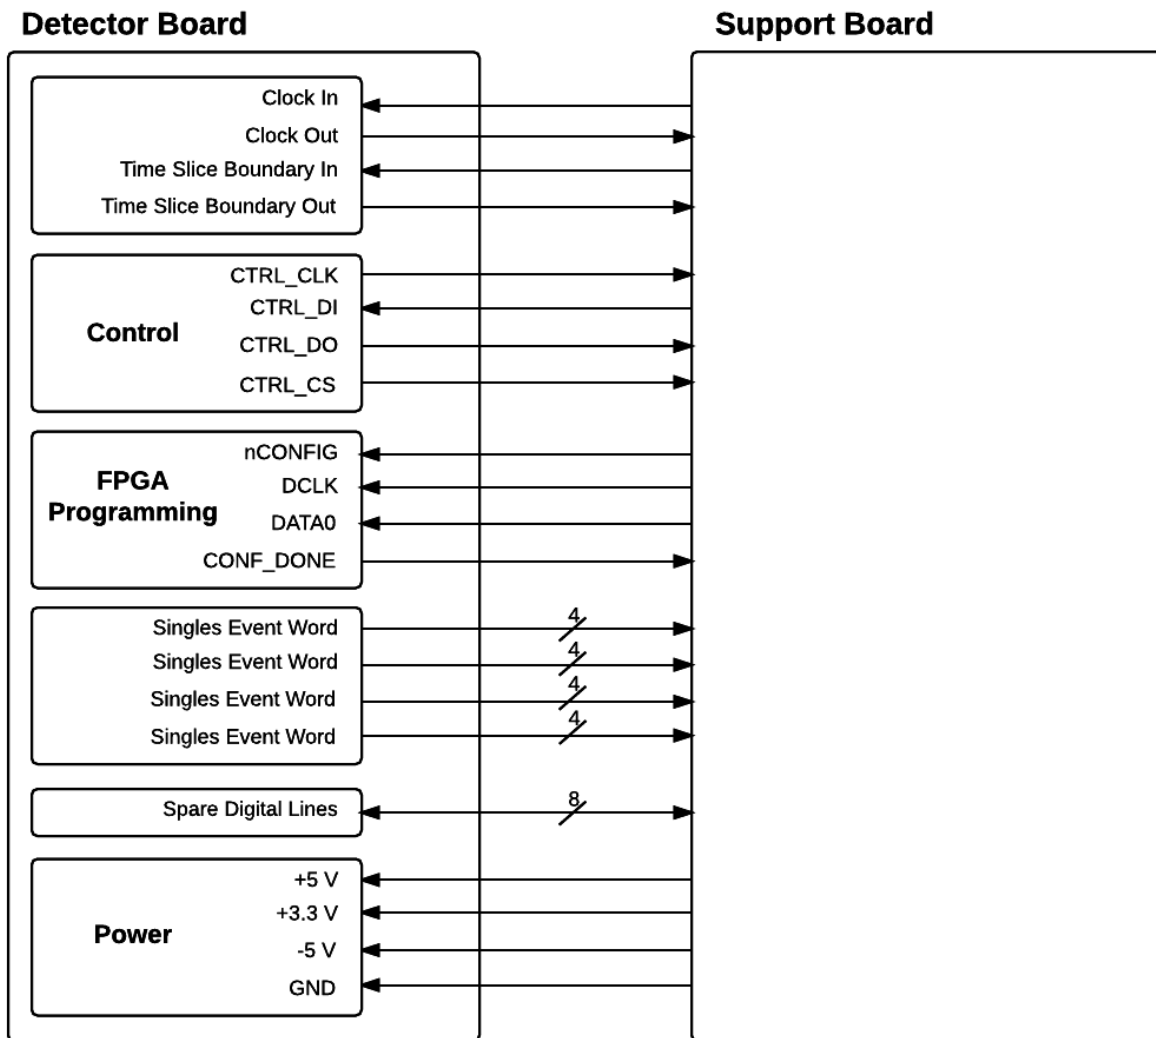 Detector Board
Support Board
Clock In
Clock Out
Time Slice Boundary In
Time Slice Boundary Out
Control
CTRL_CLK
CTRL_DI
CTRL_DO
CTRL_CS
FPGA
Programming
nCONFIG
DCLK
DATA0
CONF_DONE
Singles Event Word
4
Singles Event Word
4
Singles Event Word
4
Singles Event Word
4
Spare Digital Lines
8
Power
+5 V
+3.3 V
-5 V
GND